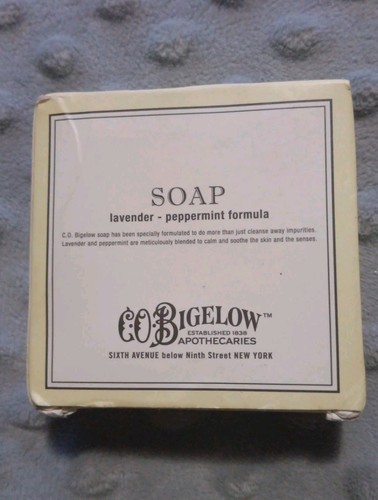 SOAP
lavender - peppermint formula
C.O. Bigelow soap has been specially formulated to do more than just cleanse away impurities.
Lavender and peppermint are meticulously blended to calm and soothe the skin and the senses.
C.O. BIGELOW™
ESTABLISHED 1838
APOTHECARIES
SIXTH AVENUE below Ninth Street NEW YORK